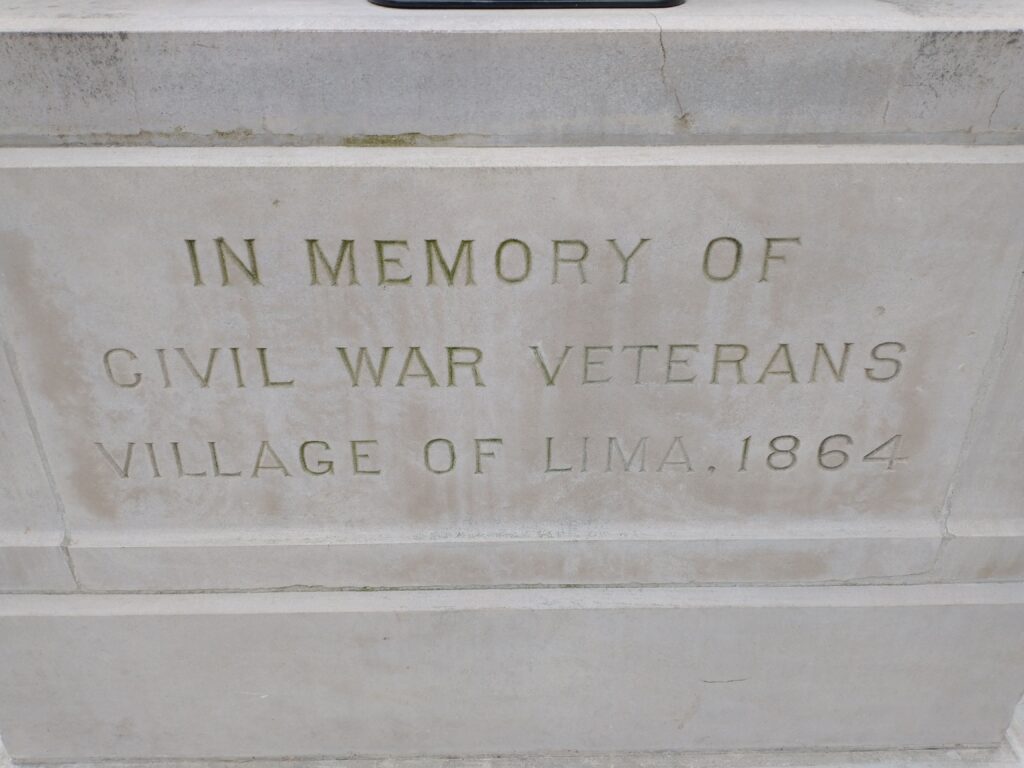 IN MEMORY OF
CIVIL WAR VETERANS
VILLAGE OF LIMA. 1864